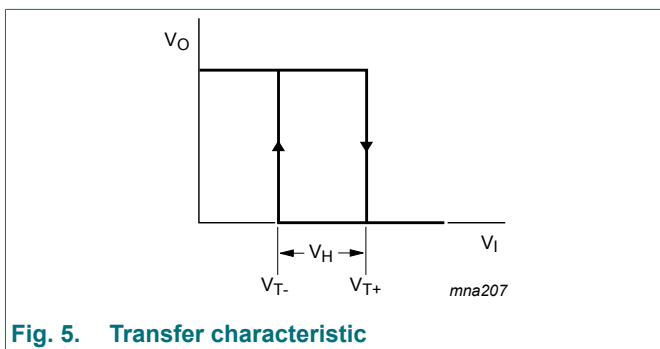 VO
VH
VI
VT-
VT+
mna207
Fig. 5. Transfer characteristic